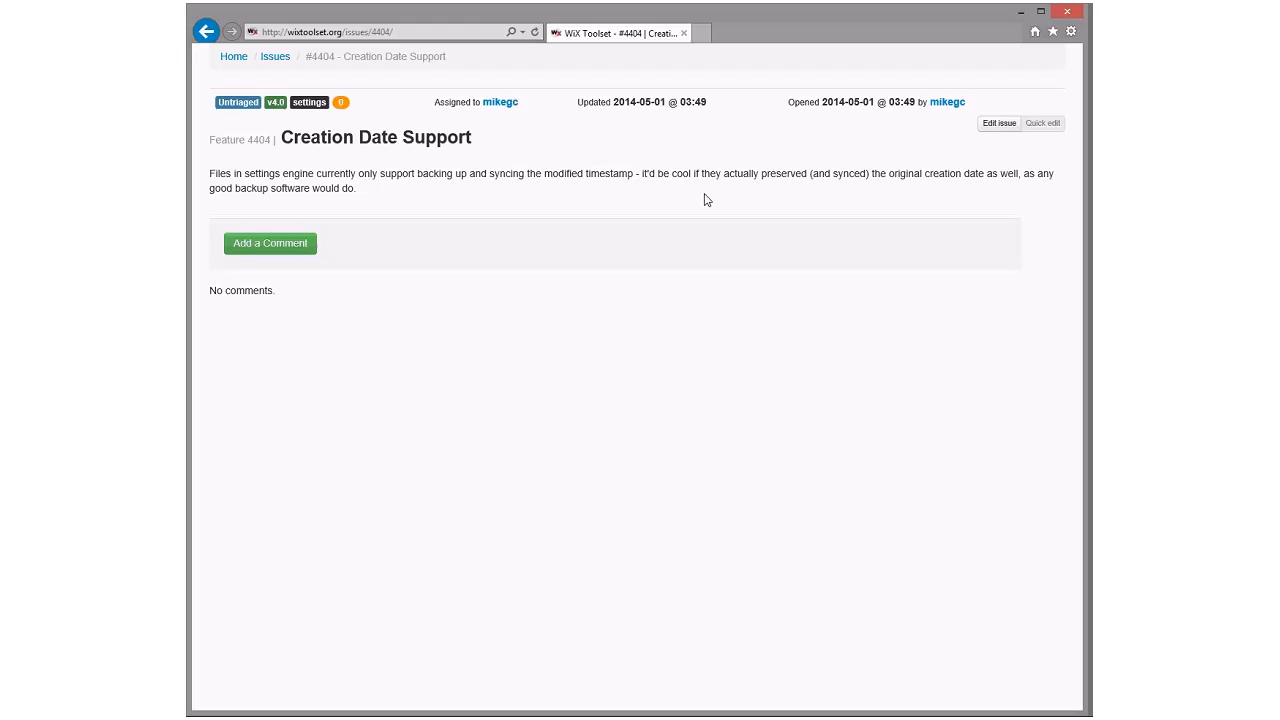 http://wixtoolset.org/issues/4404/
WiX Toolset - #4404 | Creati...
Home / Issues / #4404 - Creation Date Support
Untriaged v4.0 settings 0 Assigned to mikegc Updated 2014-05-01 @ 03:49 Opened 2014-05-01 @ 03:49 by mikegc
Edit issue Quick edit
Feature 4404 | Creation Date Support
Files in settings engine currently only support backing up and syncing the modified timestamp - it'd be cool if they actually preserved (and synced) the original creation date as well, as any
good backup software would do.
Add a Comment
No comments.